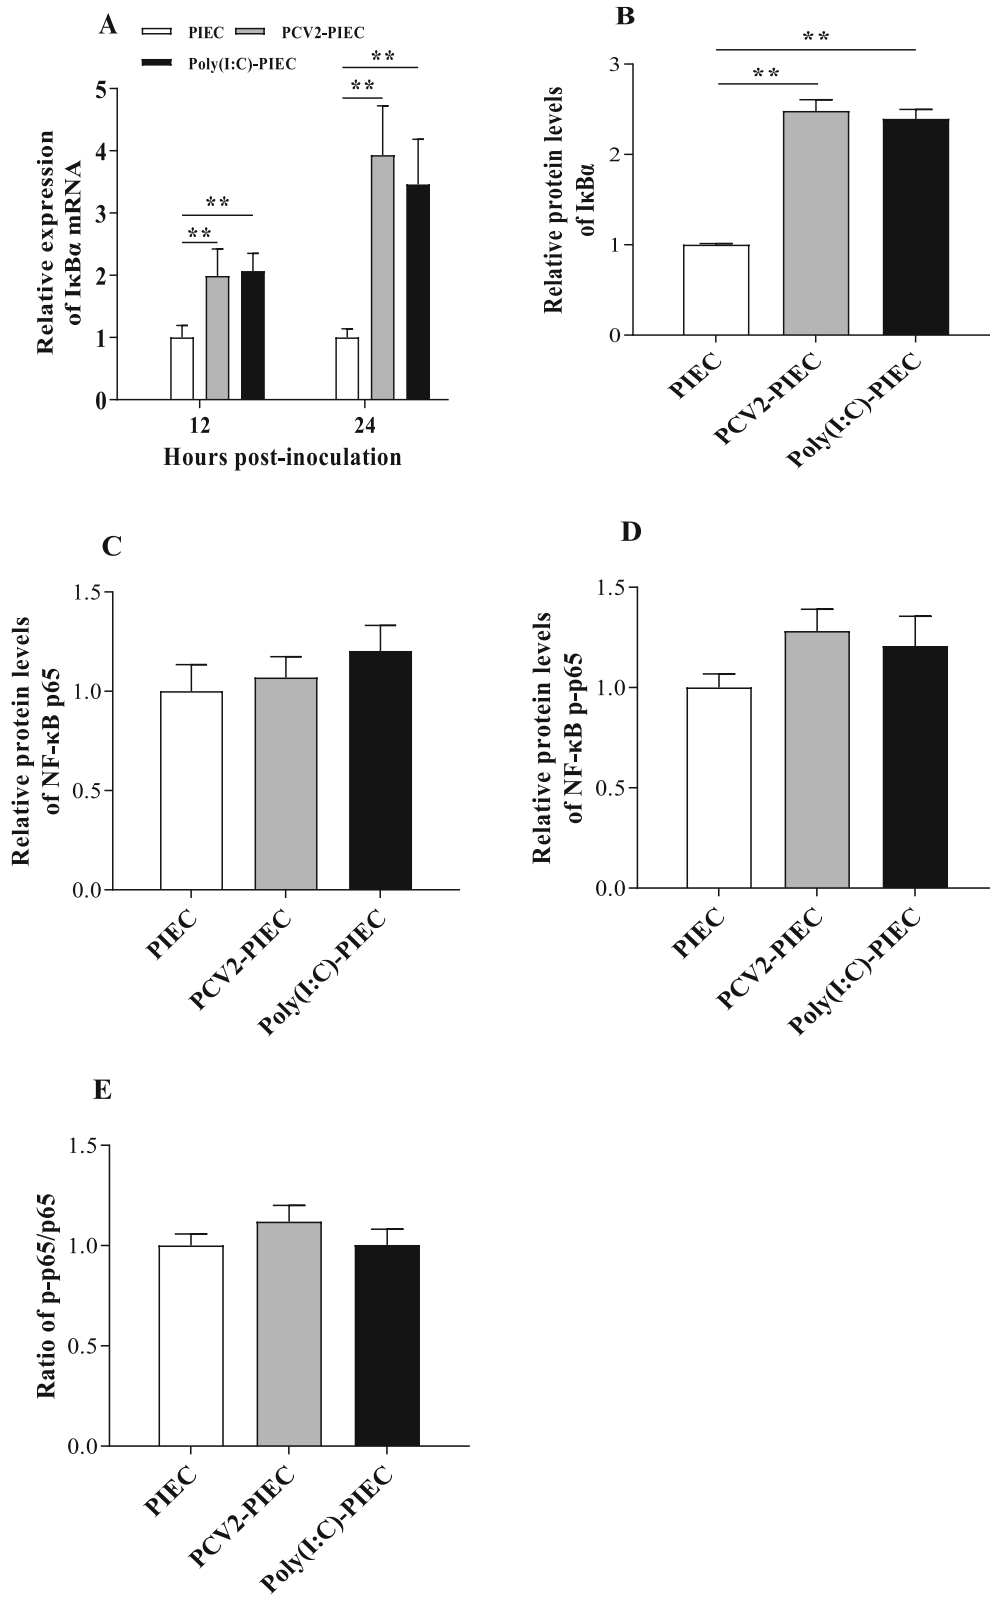 A
PIEC PCV2-PIEC
Poly(I:C)-PIEC
Relative expression
of IκBα mRNA
5
4
3
2
1
0
** **
** **
12 24
Hours post-inoculation
B
Relative protein levels
of IκBα
3
2
1
0
**
**
PIEC
PCV2-PIEC
Poly(I:C)-PIEC
C
Relative protein levels
of NF-κB p65
1.5
1.0
0.5
0.0
PIEC
PCV2-PIEC
Poly(I:C)-PIEC
D
Relative protein levels
of NF-κB p-p65
1.5
1.0
0.5
0.0
PIEC
PCV2-PIEC
Poly(I:C)-PIEC
E
Ratio of p-p65/p65
1.5
1.0
0.5
0.0
PIEC
PCV2-PIEC
Poly(I:C)-PIEC